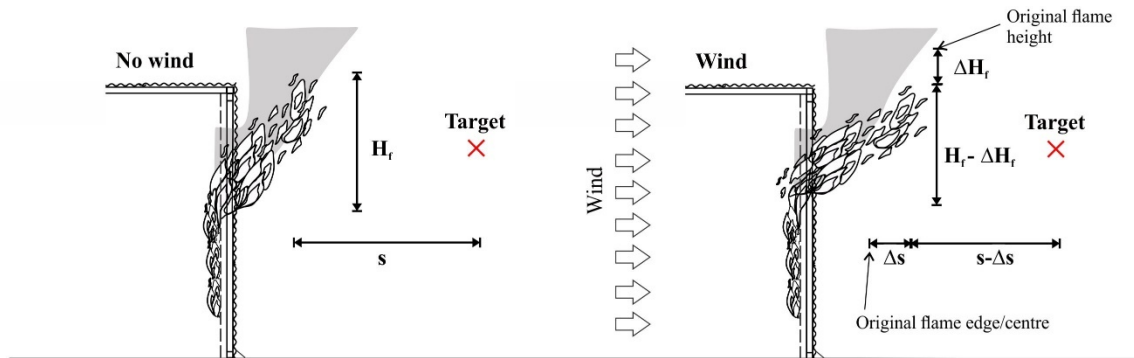 No wind
Target
H_f
s
Wind
Wind
Original flame
height
ΔH_f
Target
H_f- ΔH_f
Δs
s-Δs
Original flame edge/centre